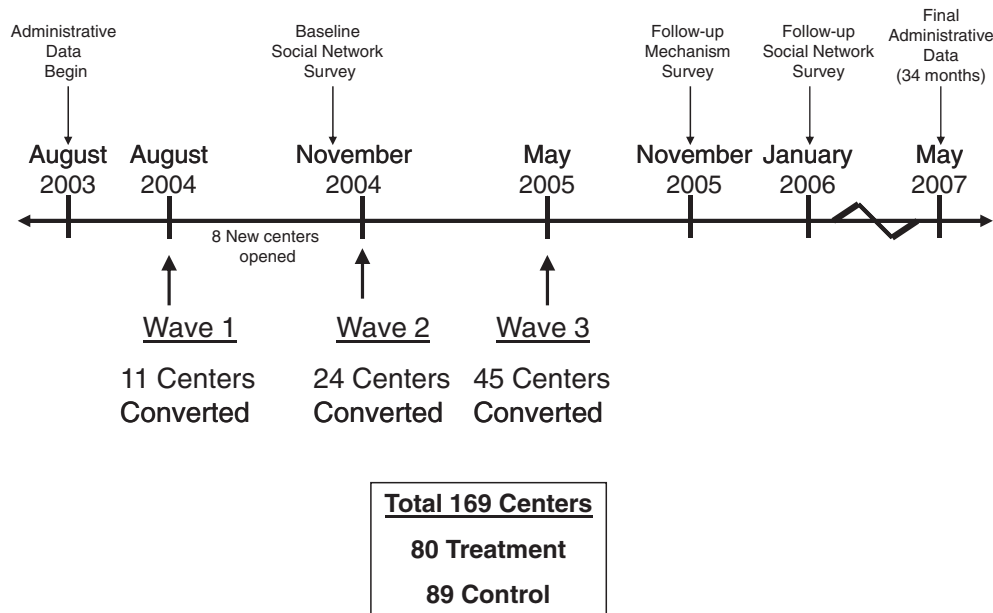 Administrative
Data
Begin
Baseline
Social Network
Survey
Follow-up
Mechanism
Survey
Follow-up
Social Network
Survey
Final
Administrative
Data
(34 months)
August
2003
August
2004
November
2004
May
2005
November
2005
January
2006
May
2007
8 New centers
opened
Wave 1
11 Centers
Converted
Wave 2
24 Centers
Converted
Wave 3
45 Centers
Converted
Total 169 Centers
80 Treatment
89 Control